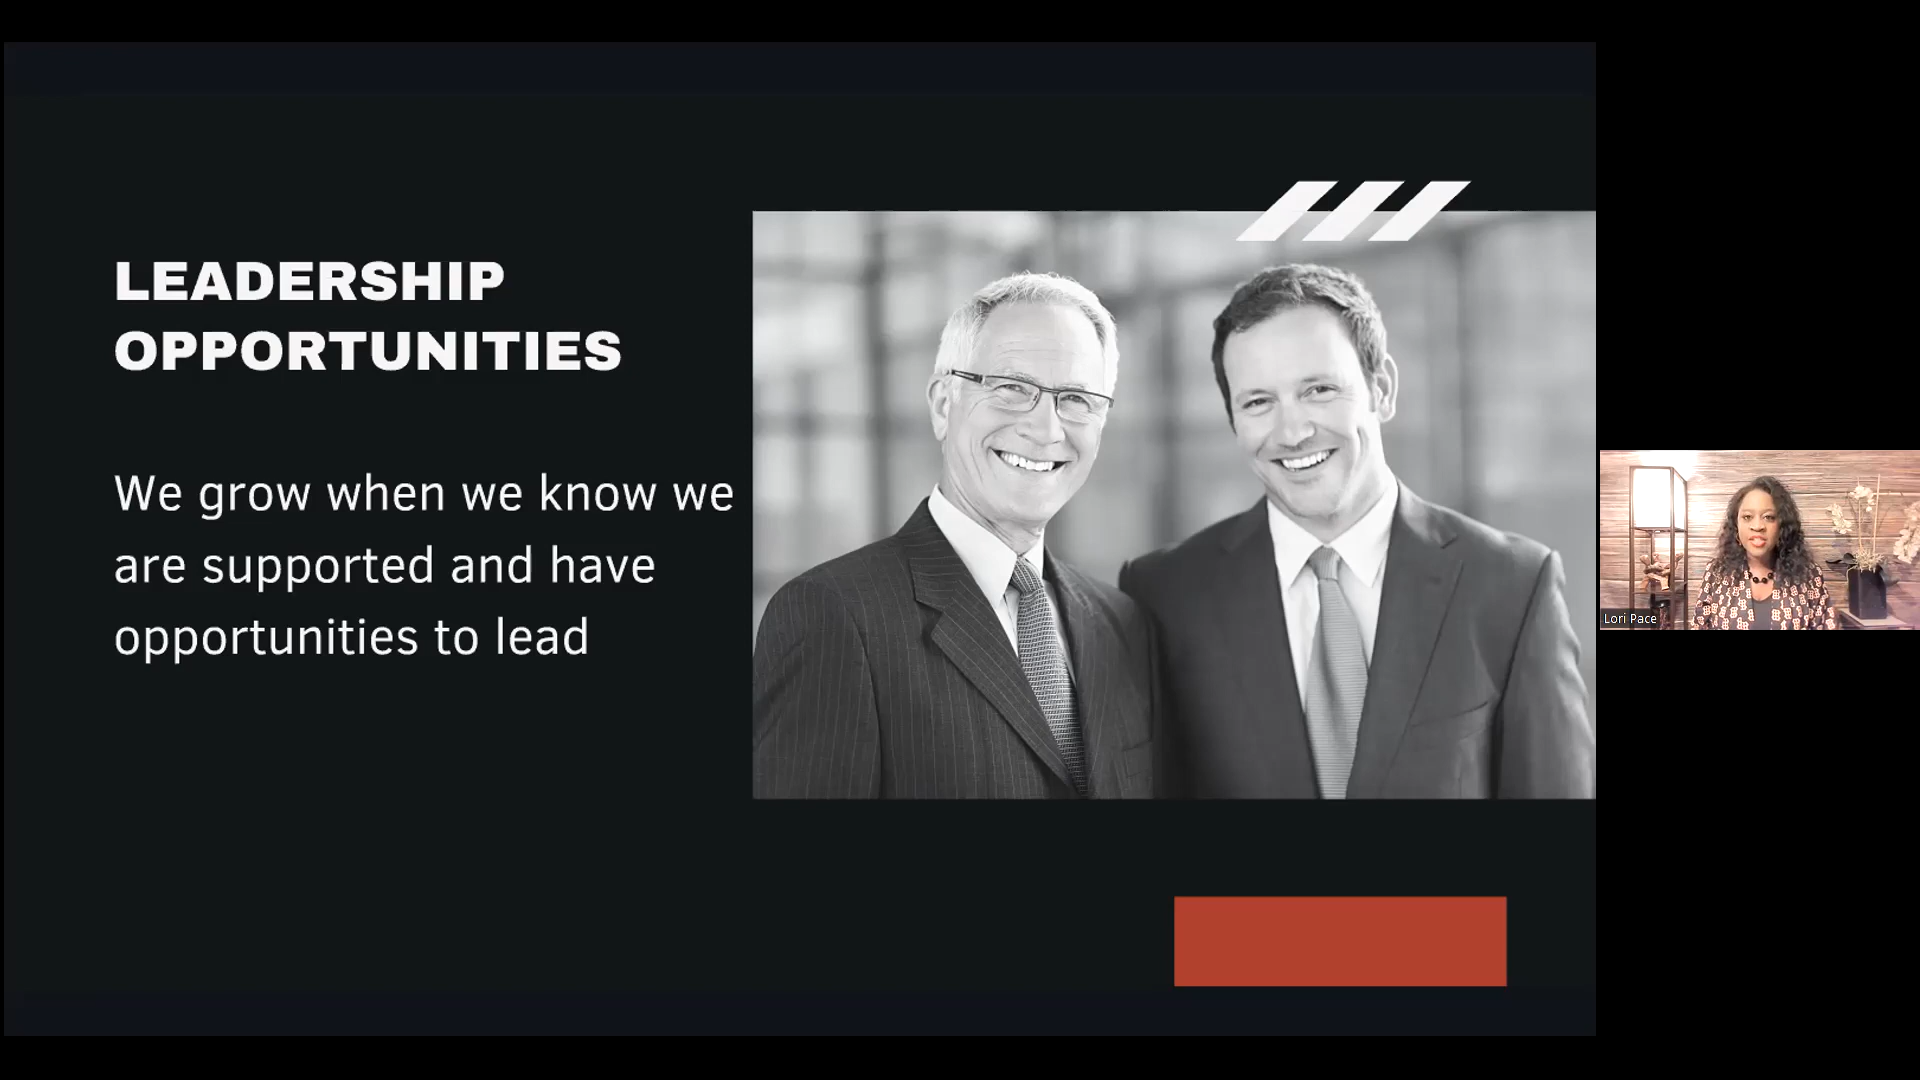 LEADERSHIP
OPPORTUNITIES
We grow when we know we
are supported and have
opportunities to lead
Lori Pace